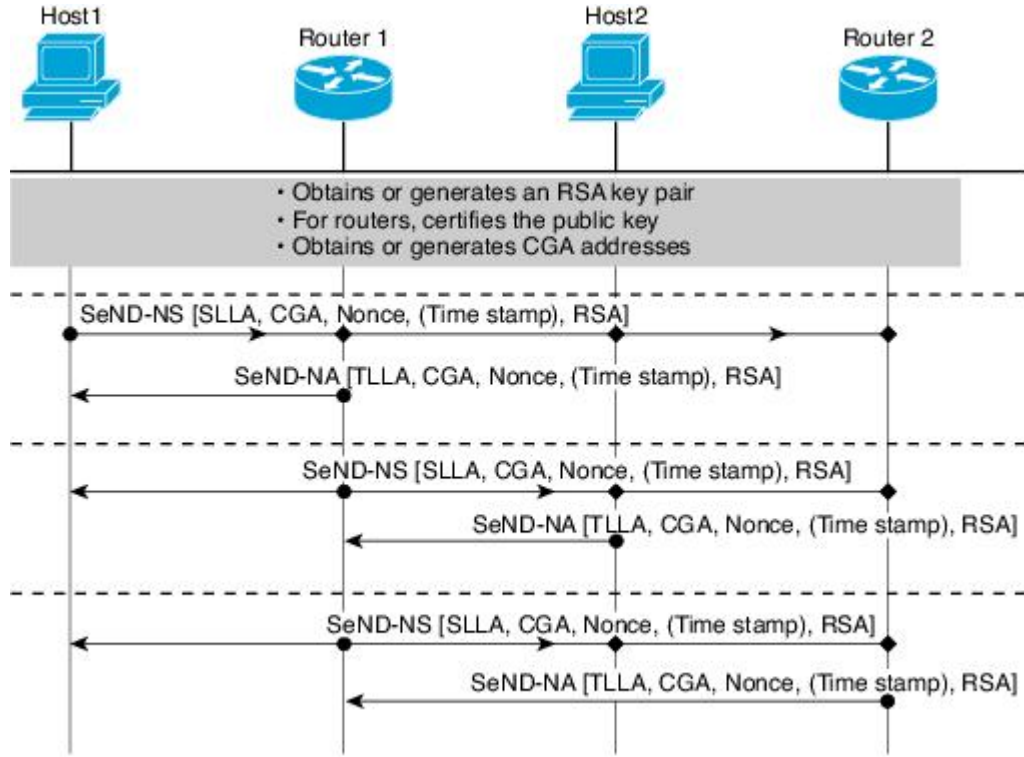 Host1
Router 1
Host2
Router 2
• Obtains or generates an RSA key pair
• For routers, certifies the public key
• Obtains or generates CGA addresses
SeND-NS [SLLA, CGA, Nonce, (Time stamp), RSA]
SeND-NA [TLLA, CGA, Nonce, (Time stamp), RSA]
SeND-NS [SLLA, CGA, Nonce, (Time stamp), RSA]
SeND-NA [TLLA, CGA, Nonce, (Time stamp), RSA]
SeND-NS [SLLA, CGA, Nonce, (Time stamp), RSA]
SeND-NA [TLLA, CGA, Nonce, (Time stamp), RSA]